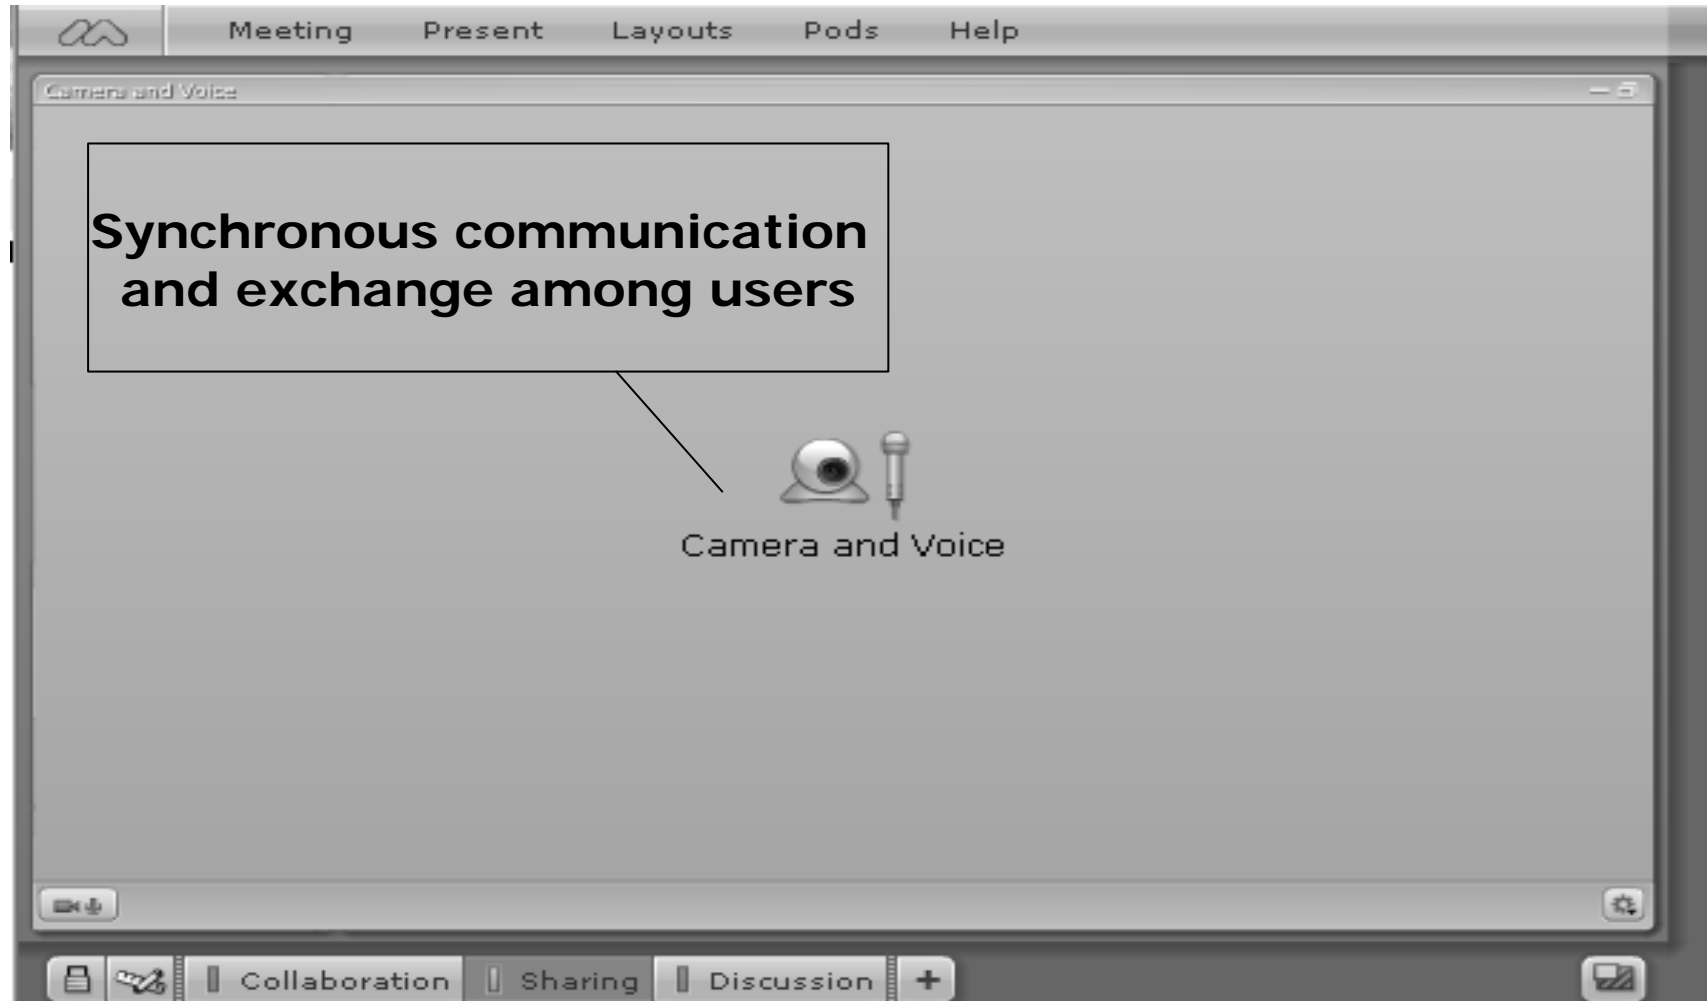 Meeting Present Layouts Pods Help
Camera and Voice
Synchronous communication
and exchange among users
Camera and Voice
Collaboration Sharing Discussion +